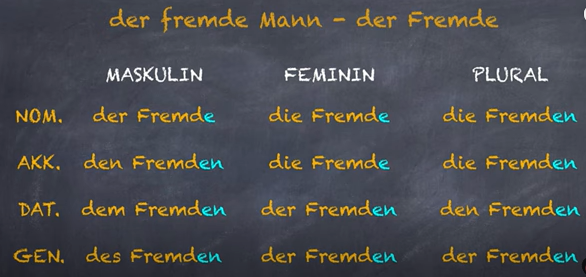 der fremde Mann – der Fremde
MASKULIN FEMININ PLURAL
NOM. der Fremde die Fremde die Fremden
AKK. den Fremden die Fremde die Fremden
DAT. dem Fremden der Fremden den Fremden
GEN. des Fremden der Fremden der Fremden